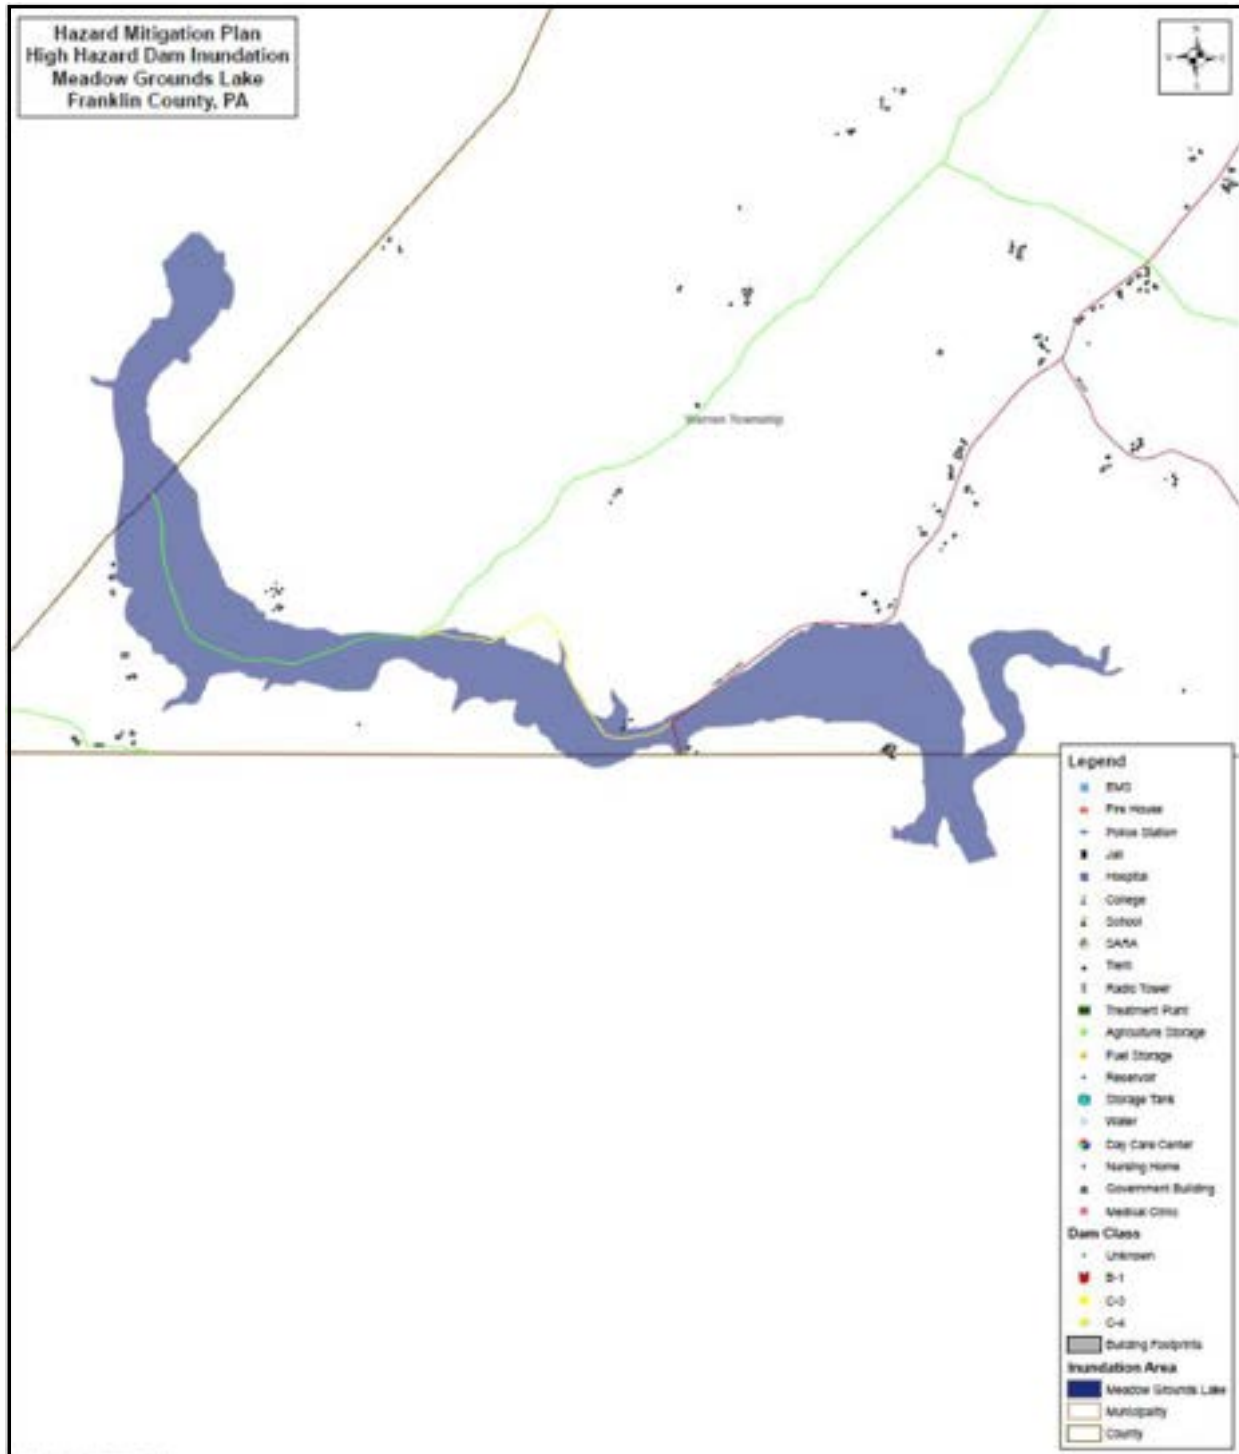 Hazard Mitigation Plan
High Hazard Dam Inundation
Meadow Grounds Lake
Franklin County, PA
Warren Township
Legend
EMS
Fire House
Police Station
Jail
Hospital
College
School
SARA
TierII
Radio Tower
Treatment Plant
Agriculture Storage
Fuel Storage
Reservoir
Storage Tank
Water
Day Care Center
Nursing Home
Government Building
Medical Clinic
Dam Class
Unknown
B-1
C-3
C-4
Building Footprints
Inundation Area
Meadow Grounds Lake
Municipality
County